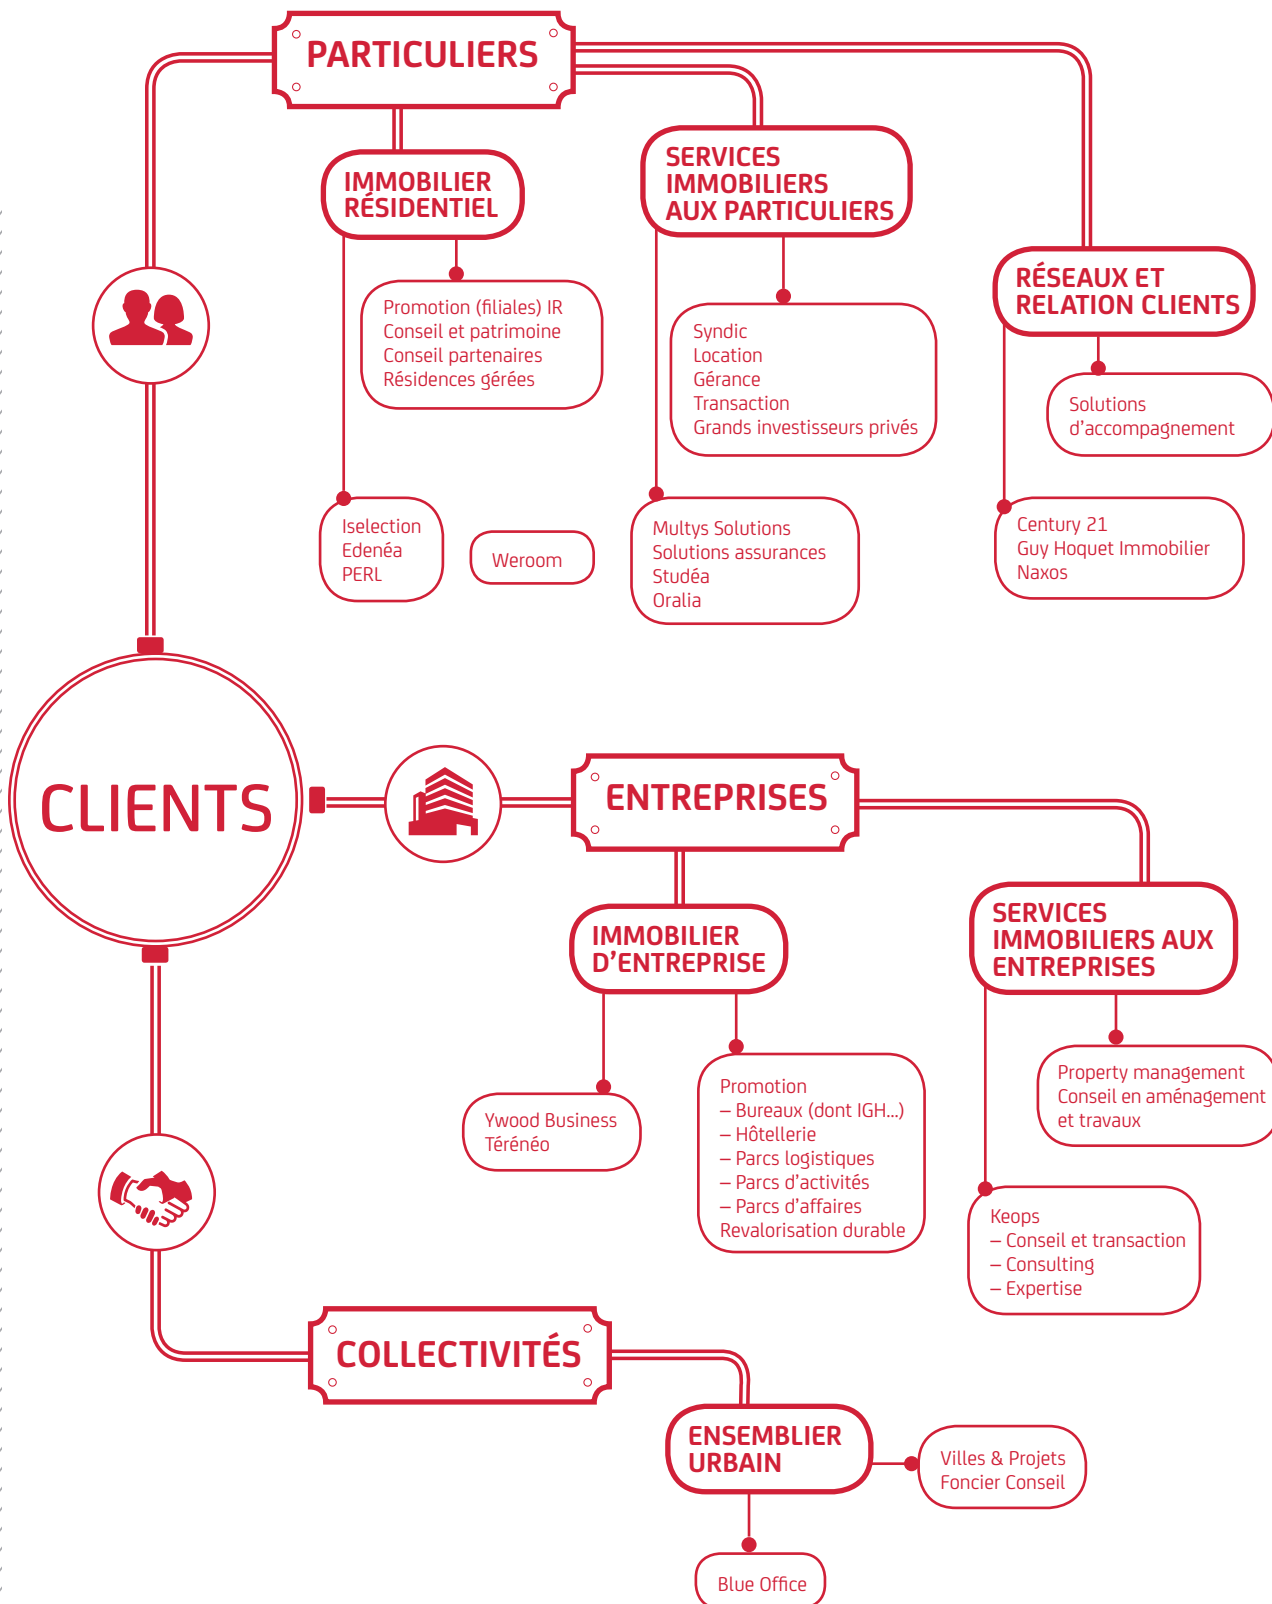 PARTICULIERS
IMMOBILIER
RÉSIDENTIEL
Promotion (filiales) IR
Conseil et patrimoine
Conseil partenaires
Résidences gérées
Iselection
Edenéa
PERL
Weroom
SERVICES
IMMOBILIERS
AUX PARTICULIERS
Syndic
Location
Gérance
Transaction
Grands investisseurs privés
Multys Solutions
Solutions assurances
Studéa
Oralia
RÉSEAUX ET
RELATION CLIENTS
Solutions
d'accompagnement
Century 21
Guy Hoquet Immobilier
Naxos
CLIENTS
ENTREPRISES
IMMOBILIER
D’ENTREPRISE
Ywood Business
Térénéo
Promotion
– Bureaux (dont IGH...)
– Hôtellerie
– Parcs logistiques
– Parcs d'activités
– Parcs d'affaires
Revalorisation durable
SERVICES
IMMOBILIERS AUX
ENTREPRISES
Property management
Conseil en aménagement
et travaux
Keops
– Conseil et transaction
– Consulting
– Expertise
COLLECTIVITÉS
ENSEMBLIER
URBAIN
Villes & Projets
Foncier Conseil
Blue Office